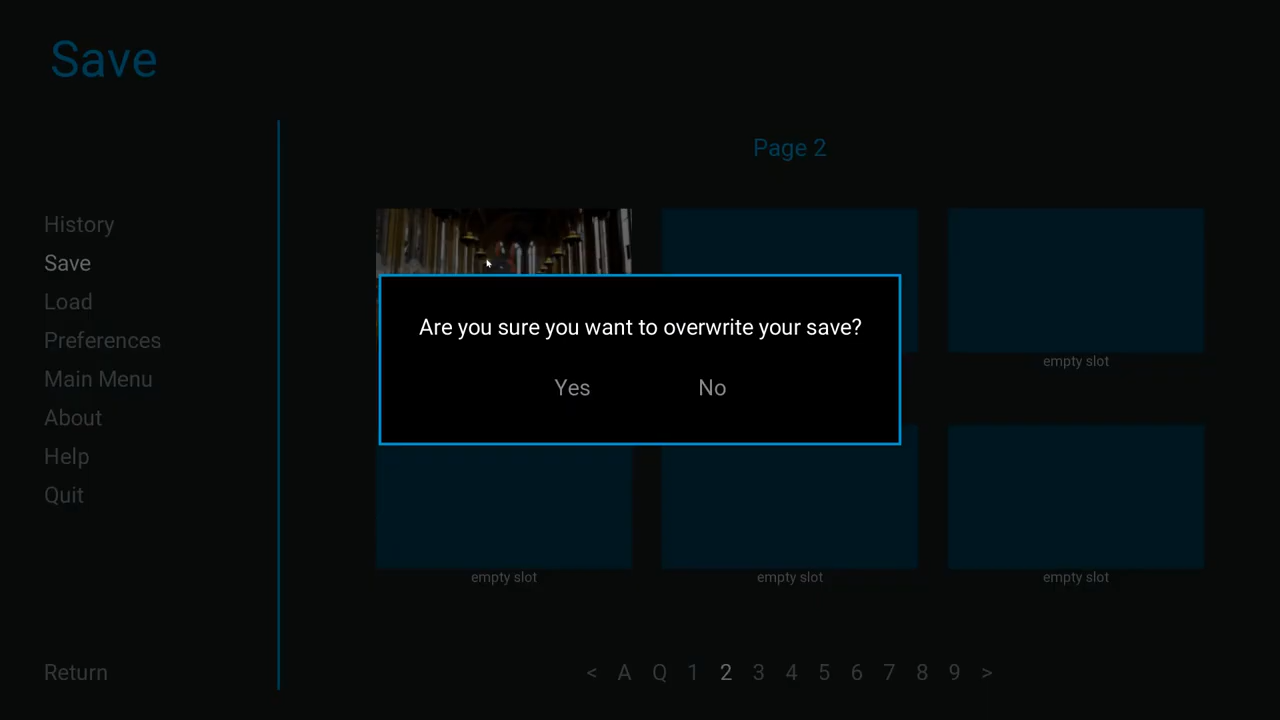 Save
Page 2
History
Save
Load
Preferences
Main Menu
About
Help
Quit
Return
Are you sure you want to overwrite your save?
Yes No
empty slot
empty slot empty slot empty slot
< A Q 1 2 3 4 5 6 7 8 9 >